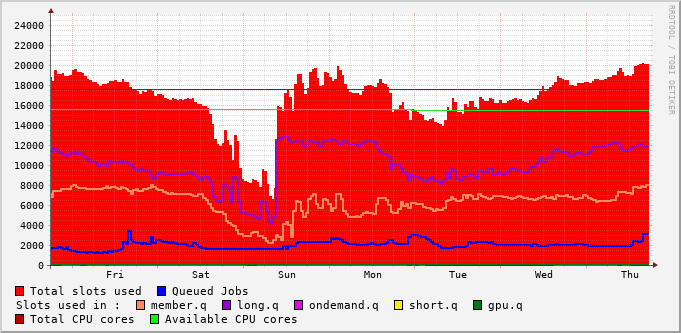 RRDTOOL / TOBI OETIKER
24000
22000
20000
18000
16000
14000
12000
10000
8000
6000
4000
2000
0
Fri Sat Sun Mon Tue Wed Thu
Total slots used Queued Jobs
Slots used in : member.q long.q ondemand.q short.q gpu.q
Total CPU cores Available CPU cores